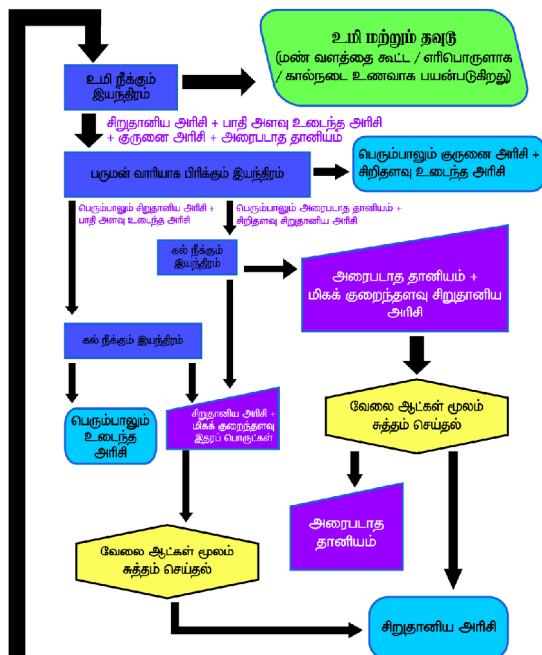 உமி மற்றும் தவுடு
(மண் வளத்தை கூட்ட / எரிபொருளாக
/ கால்நடை உணவாக பயன்படுகிறது)
உமி நீக்கும்
இயந்திரம்
சிறுதானிய அரிசி + பாதி அளவு உடைந்த அரிசி
+ குருனை அரிசி + அரைபடாத தானியம்
பருமன் வாரியாக பிரிக்கும் இயந்திரம்
பெரும்பாலும் குருனை அரிசி +
சிறிதளவு உடைந்த அரிசி
பெரும்பாலும் சிறுதானிய அரிசி +
பாதி அளவு உடைந்த அரிசி
பெரும்பாலும் அரைபடாத தானியம் +
சிறிதளவு சிறுதானிய அரிசி
கல் நீக்கும்
இயந்திரம்
அரைபடாத தானியம் +
மிகக் குறைந்தளவு சிறுதானிய
அரிசி
கல் நீக்கும் இயந்திரம்
பெரும்பாலும்
உடைந்த
அரிசி
சிறுதானிய அரிசி +
மிகக் குறைந்தளவு
இதரப் பொருட்கள்
வேலை ஆட்கள் மூலம்
சுத்தம் செய்தல்
அரைபடாத
தானியம்
வேலை ஆட்கள் மூலம்
சுத்தம் செய்தல்
சிறுதானிய அரிசி